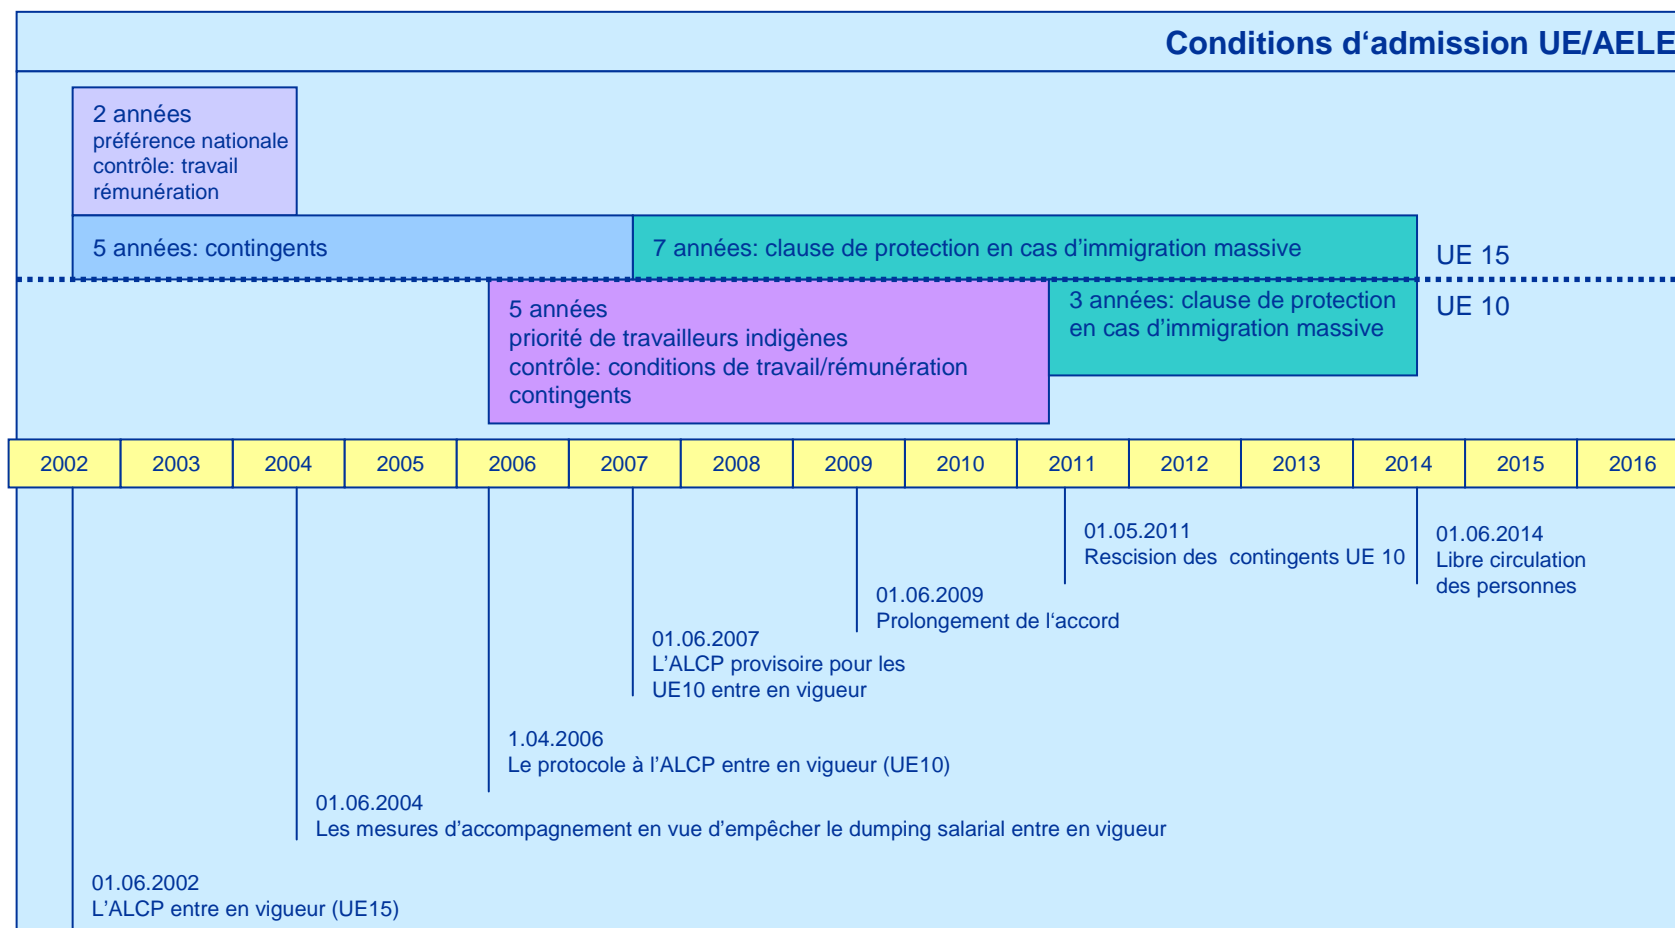 Conditions d‘admission UE/AELE
2 années
préférence nationale
contrôle: travail
rémunération
5 années: contingents
7 années: clause de protection en cas d’immigration massive
UE 15
UE 10
5 années
priorité de travailleurs indigènes
contrôle: conditions de travail/rémunération
contingents
3 années: clause de protection
en cas d’immigration massive
2002 2003 2004 2005 2006 2007 2008 2009 2010 2011 2012 2013 2014 2015 2016
01.05.2011
Rescision des contingents UE 10
01.06.2014
Libre circulation
des personnes
01.06.2009
Prolongement de l‘accord
01.06.2007
L’ALCP provisoire pour les
UE10 entre en vigueur
1.04.2006
Le protocole à l’ALCP entre en vigueur (UE10)
01.06.2004
Les mesures d’accompagnement en vue d’empêcher le dumping salarial entre en vigueur
01.06.2002
L’ALCP entre en vigueur (UE15)